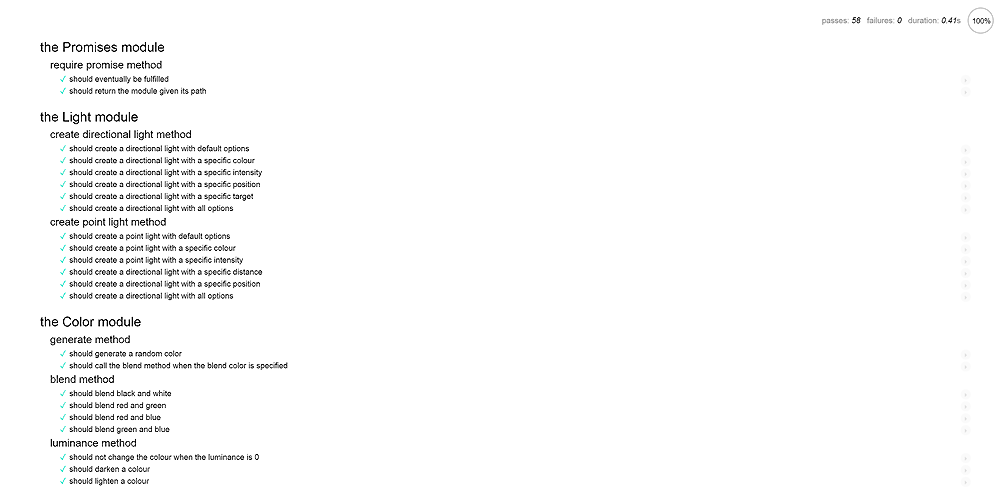 passes: 58 failures: 0 duration: 0.41s 100%
the Promises module
require promise method
✓ should eventually be fulfilled
✓ should return the module given its path
the Light module
create directional light method
✓ should create a directional light with default options
✓ should create a directional light with a specific colour
✓ should create a directional light with a specific intensity
✓ should create a directional light with a specific position
✓ should create a directional light with a specific target
✓ should create a directional light with all options
create point light method
✓ should create a point light with default options
✓ should create a point light with a specific colour
✓ should create a point light with a specific intensity
✓ should create a directional light with a specific distance
✓ should create a directional light with a specific position
✓ should create a directional light with all options
the Color module
generate method
✓ should generate a random color
✓ should call the blend method when the blend color is specified
blend method
✓ should blend black and white
✓ should blend red and green
✓ should blend red and blue
✓ should blend green and blue
luminance method
✓ should not change the colour when the luminance is 0
✓ should darken a colour
✓ should lighten a colour